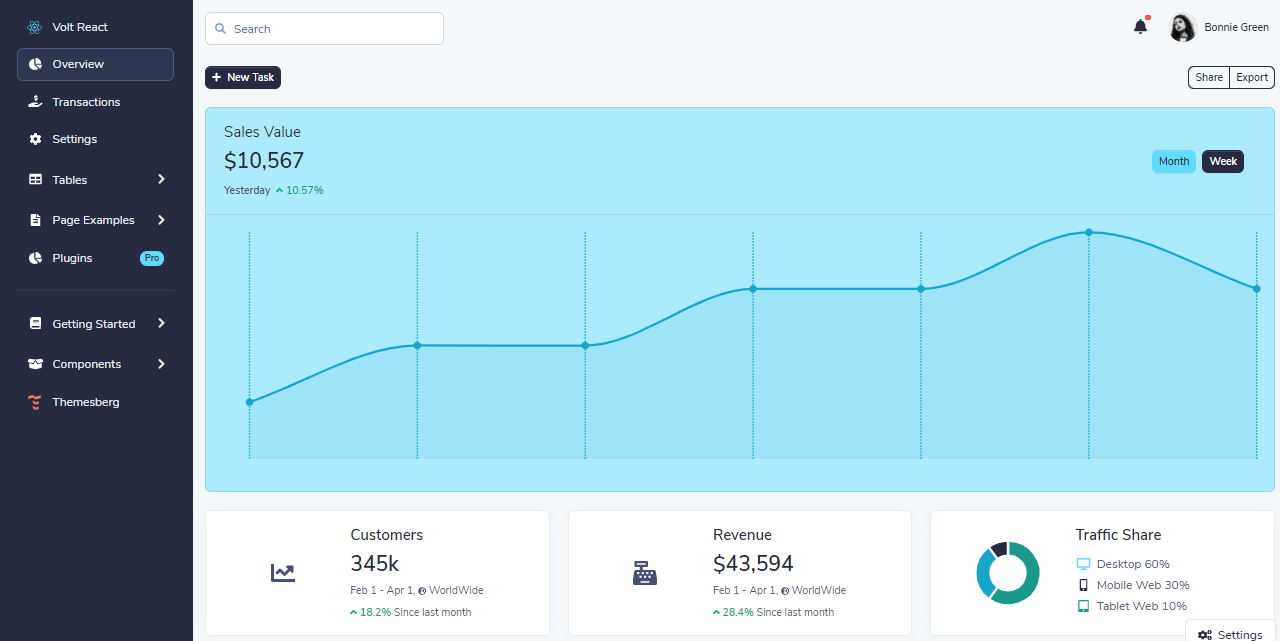 Volt React
Overview
Transactions
Settings
Tables
Page Examples
Plugins Pro
Getting Started
Components
Themesberg
Search
Bonnie Green
New Task
Share Export
Sales Value
$10,567
Yesterday 10.57%
Month Week
Customers
345k
Feb 1 - Apr 1, WorldWide
18.2% Since last month
Revenue
$43,594
Feb 1 - Apr 1, WorldWide
28.4% Since last month
Traffic Share
Desktop 60%
Mobile Web 30%
Tablet Web 10%
Settings